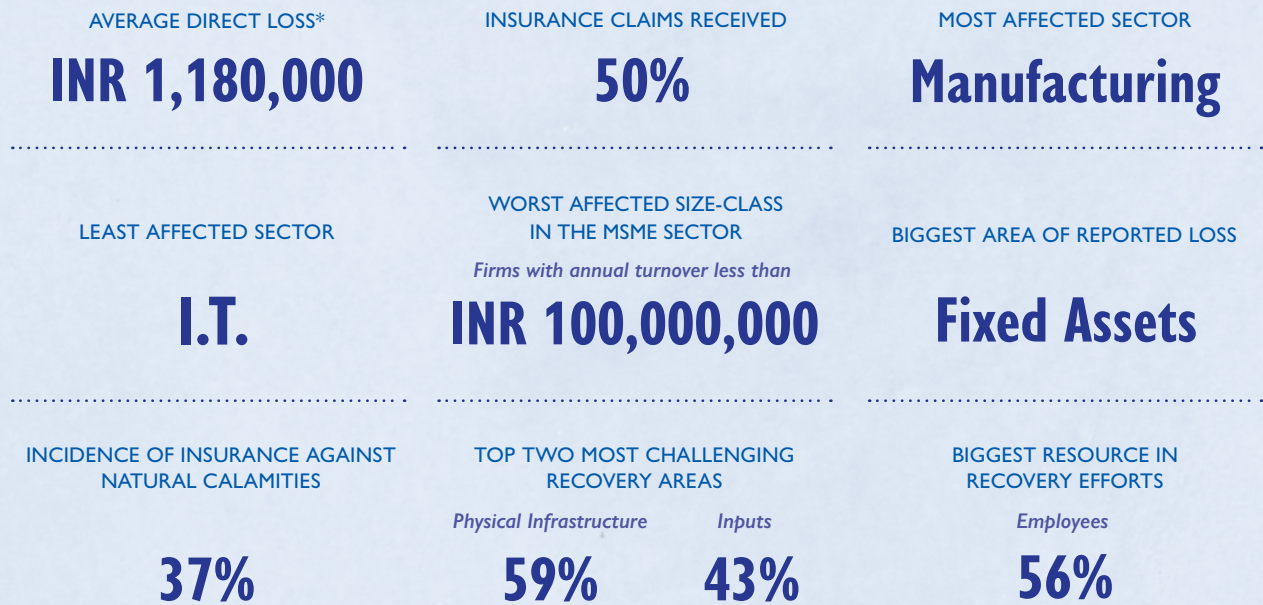 AVERAGE DIRECT LOSS*
INR 1,180,000
INSURANCE CLAIMS RECEIVED
50%
MOST AFFECTED SECTOR
Manufacturing
LEAST AFFECTED SECTOR
I.T.
WORST AFFECTED SIZE-CLASS
IN THE MSME SECTOR
Firms with annual turnover less than
INR 100,000,000
BIGGEST AREA OF REPORTED LOSS
Fixed Assets
INCIDENCE OF INSURANCE AGAINST
NATURAL CALAMITIES
37%
TOP TWO MOST CHALLENGING
RECOVERY AREAS
Physical Infrastructure
59%
Inputs
43%
BIGGEST RESOURCE IN
RECOVERY EFFORTS
Employees
56%